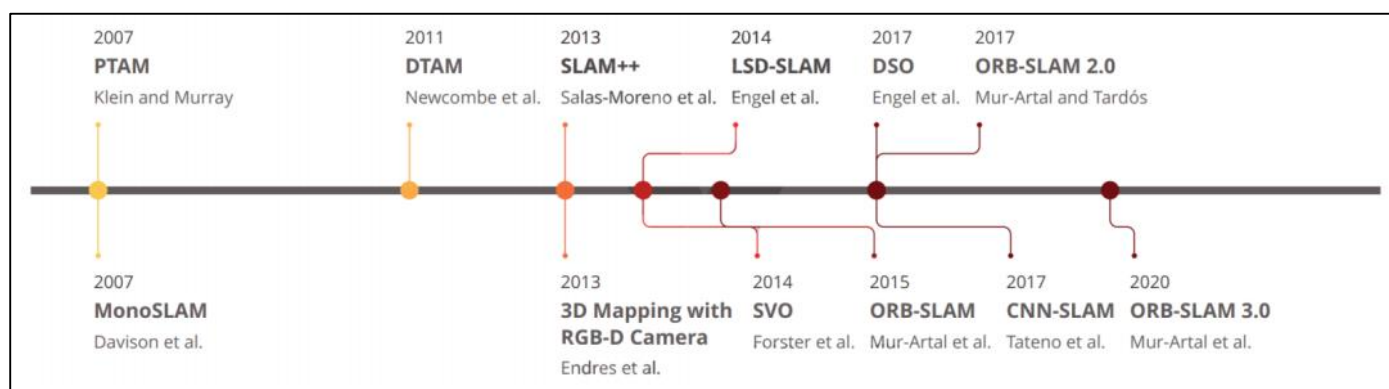 2007
PTAM
Klein and Murray
2011
DTAM
Newcombe et al.
2013
SLAM++
Salas-Moreno et al.
2014
LSD-SLAM
Engel et al.
2017
DSO
Engel et al.
2017
ORB-SLAM 2.0
Mur-Artal and Tardós
2007
MonoSLAM
Davison et al.
2013
3D Mapping with
RGB-D Camera
Endres et al.
2014
SVO
Forster et al.
2015
ORB-SLAM
Mur-Artal et al.
2017
CNN-SLAM
Tateno et al.
2020
ORB-SLAM 3.0
Mur-Artal et al.